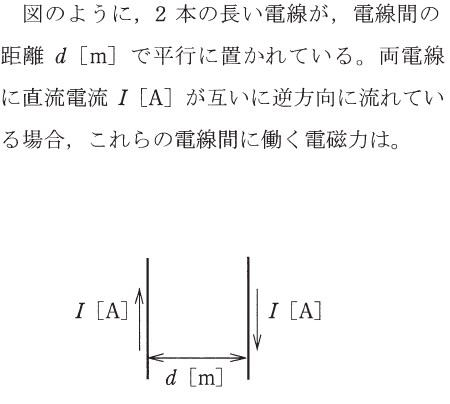 図のように，2 本の長い電線が，電線間の
距離 d［m］で平行に置かれている。両電線
に直流電流 I［A］が互いに逆方向に流れてい
る場合，これらの電線間に働く電磁力は。
I［A］
I［A］
d［m］